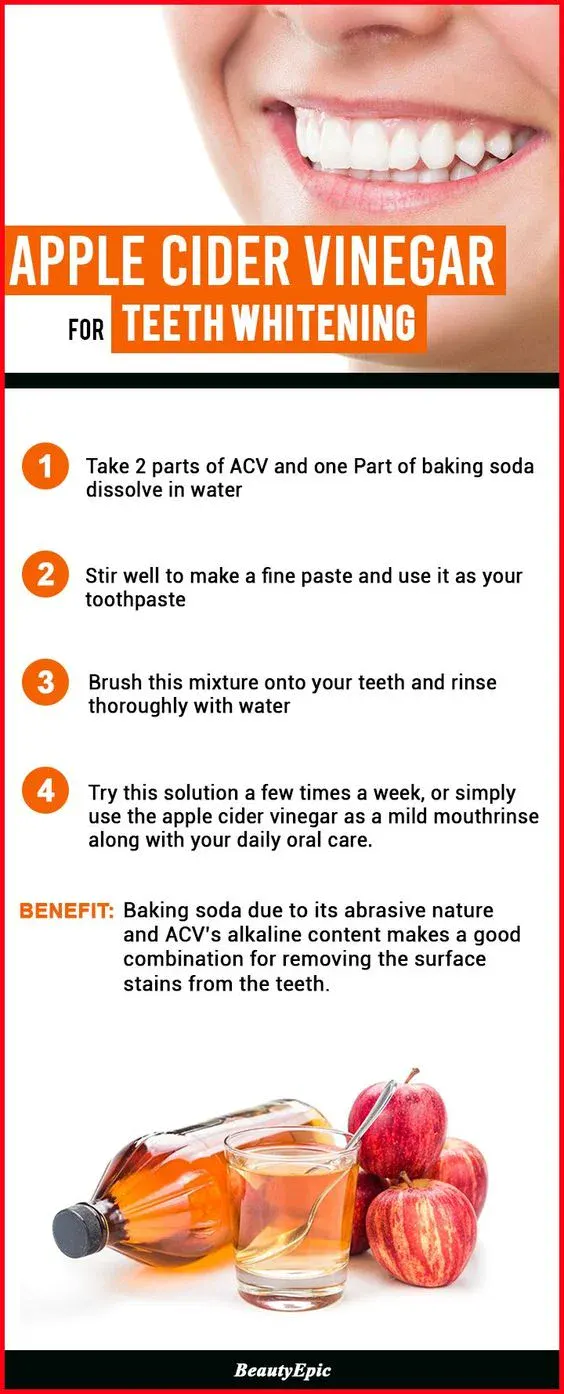 APPLE CIDER VINEGAR
FOR TEETH WHITENING
1 Take 2 parts of ACV and one Part of baking soda
dissolve in water
2 Stir well to make a fine paste and use it as your
toothpaste
3 Brush this mixture onto your teeth and rinse
thoroughly with water
4 Try this solution a few times a week, or simply
use the apple cider vinegar as a mild mouthrinse
along with your daily oral care.
BENEFIT: Baking soda due to its abrasive nature
and ACV's alkaline content makes a good
combination for removing the surface
stains from the teeth.
BeautyEpic